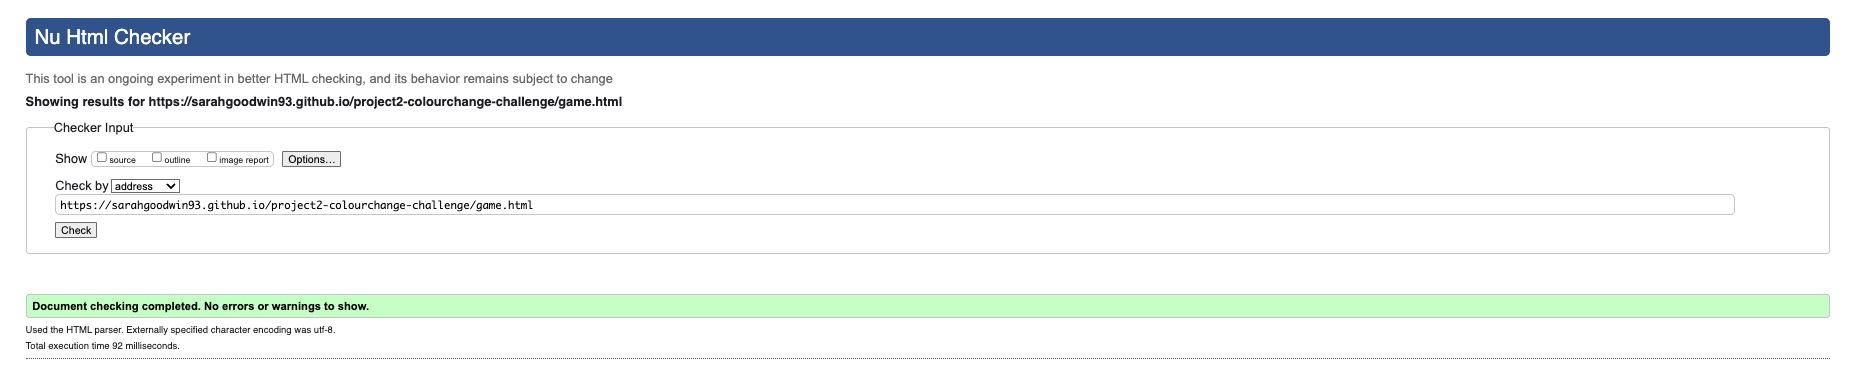 Nu Html Checker
This tool is an ongoing experiment in better HTML checking, and its behavior remains subject to change
Showing results for https://sarahgoodwin93.github.io/project2-colourchange-challenge/game.html
Checker Input
Show source outline image report Options...
Check by address
https://sarahgoodwin93.github.io/project2-colourchange-challenge/game.html
Check
Document checking completed. No errors or warnings to show.
Used the HTML parser. Externally specified character encoding was utf-8.
Total execution time 92 milliseconds.